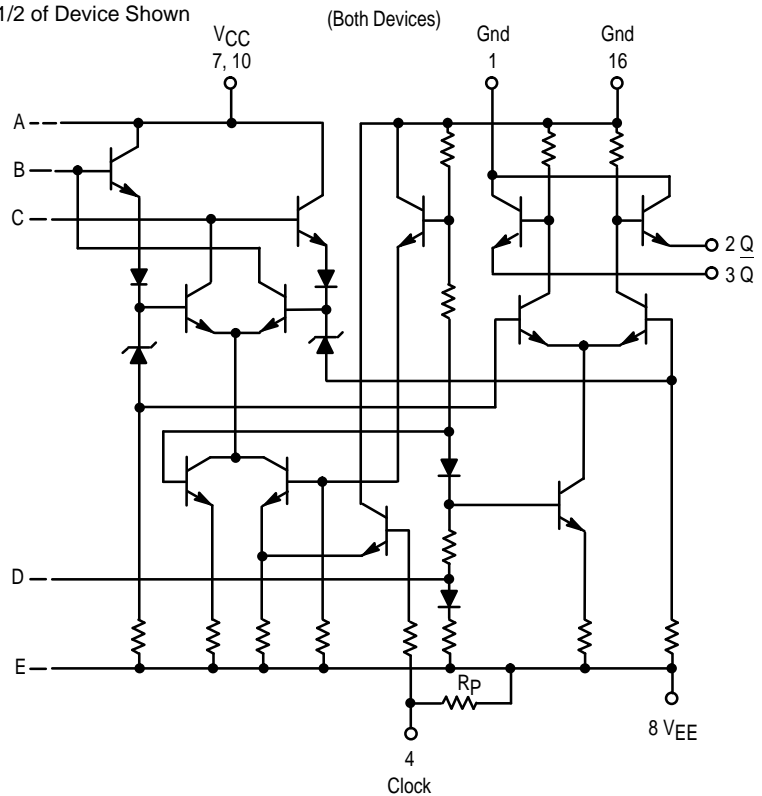 1/2 of Device Shown
(Both Devices)
VCC
7, 10
Gnd
1
Gnd
16
A
B
C
2 Q
3 Q̅
D
E
RP
8 VEE
4
Clock